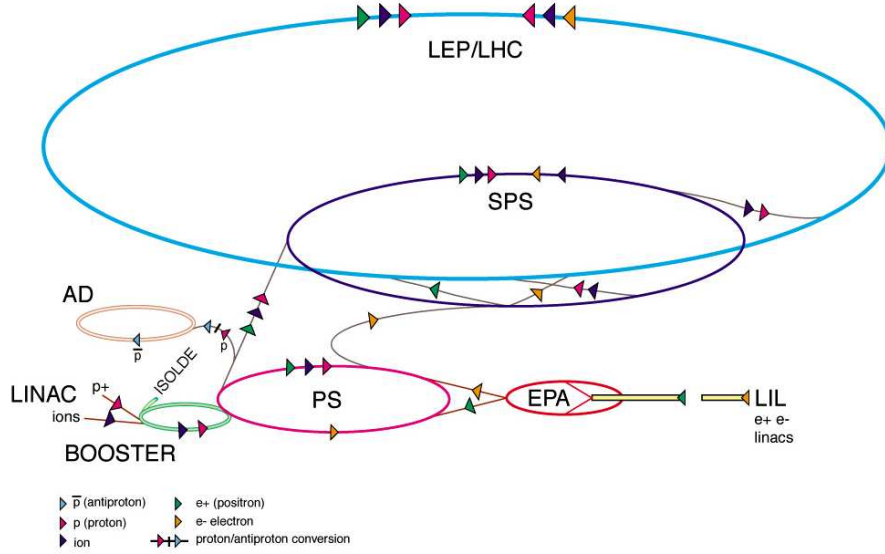 LEP/LHC
SPS
AD
p̅
p
ISOLDE
LINAC
p+
ions
BOOSTER
PS
EPA
LIL
e+ e-
linacs
p̅ (antiproton)
p (proton)
ion
e+ (positron)
e- electron
proton/antiproton conversion